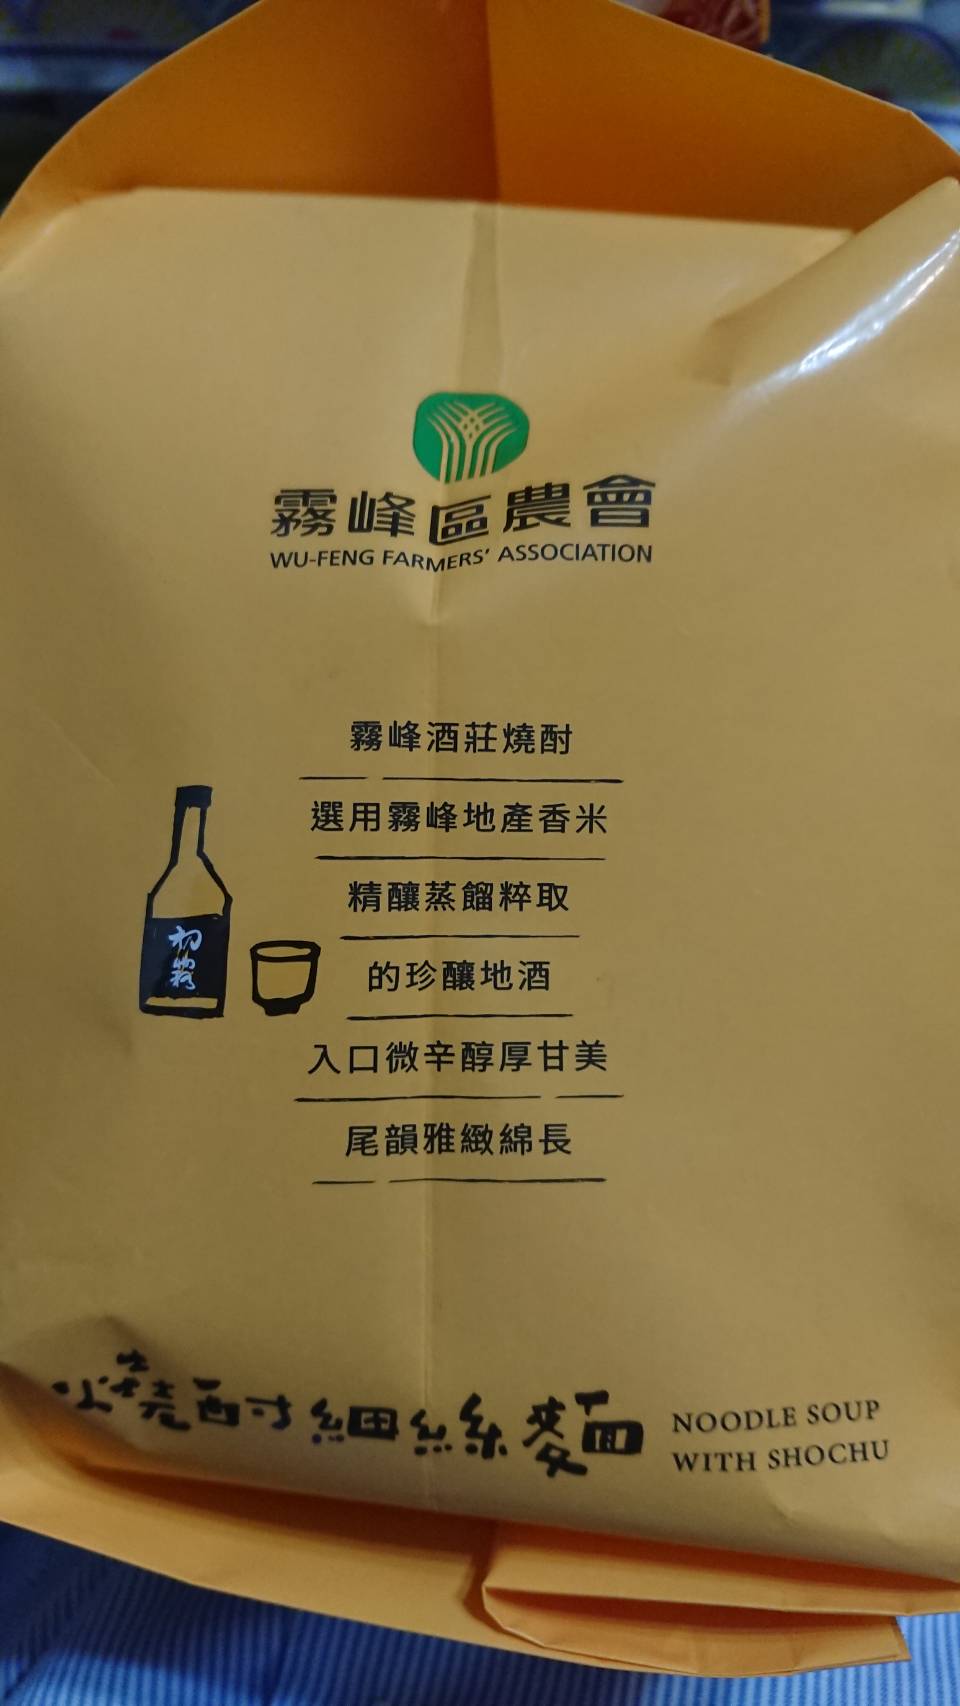 霧峰區農會
WU-FENG FARMERS' ASSOCIATION
霧峰酒莊燒酎
選用霧峰地產香米
精釀蒸餾粹取
的珍釀地酒
入口微辛醇厚甘美
尾韻雅緻綿長
初霧
燒酎細絲麵
NOODLE SOUP
WITH SHOCHU